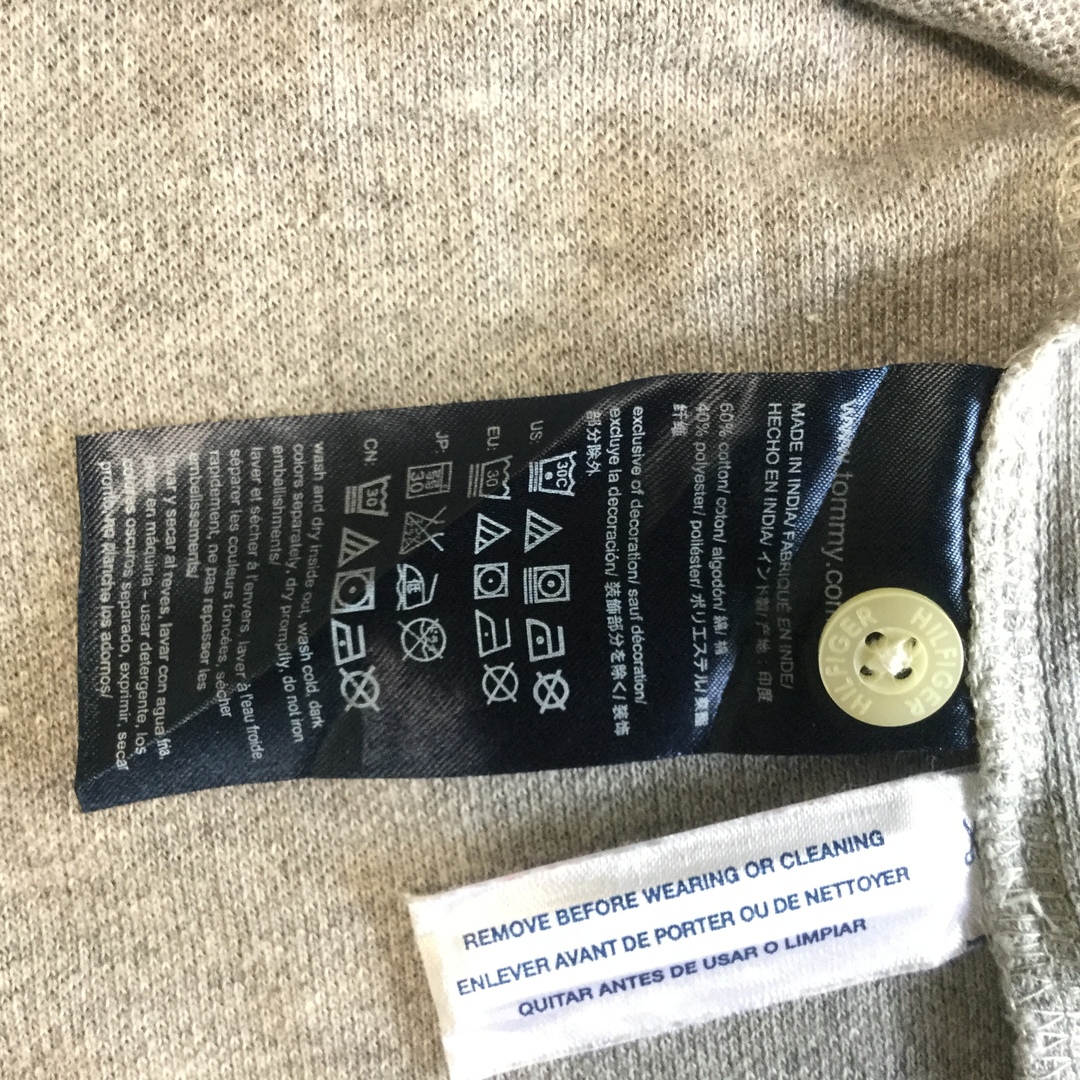 www.tommy.com
MADE IN INDIA/ FABRIQUÉ EN INDE/
HECHO EN INDIA/ インド製/ 产地：印度
60% cotton/ coton/ algodón/ 綿/ 棉
40% polyester/ poliéster/ ポリエステル/ 聚酯
纤维
exclusive of decoration/ sauf décoration/
excluye la decoración/ 装飾部分を除く/ 装饰
部分除外
US:
30C
EU:
30
JP:
30
CN:
30
wash and dry inside out, wash cold, dark
colors separately, dry promptly, do not iron
embellishments/
laver et sécher à l'envers, laver à l'eau froide
séparer les couleurs foncées, sécher
rapidement, ne pas repasser les
embellissements/
y secar al revés, lavar con agua fría,
en máquina – usar detergente, los
oscuros separado, exprimir, secar
plancha los adornos/
HILFIGER
HILFIGER
REMOVE BEFORE WEARING OR CLEANING
ENLEVER AVANT DE PORTER OU DE NETTOYER
QUITAR ANTES DE USAR O LIMPIAR